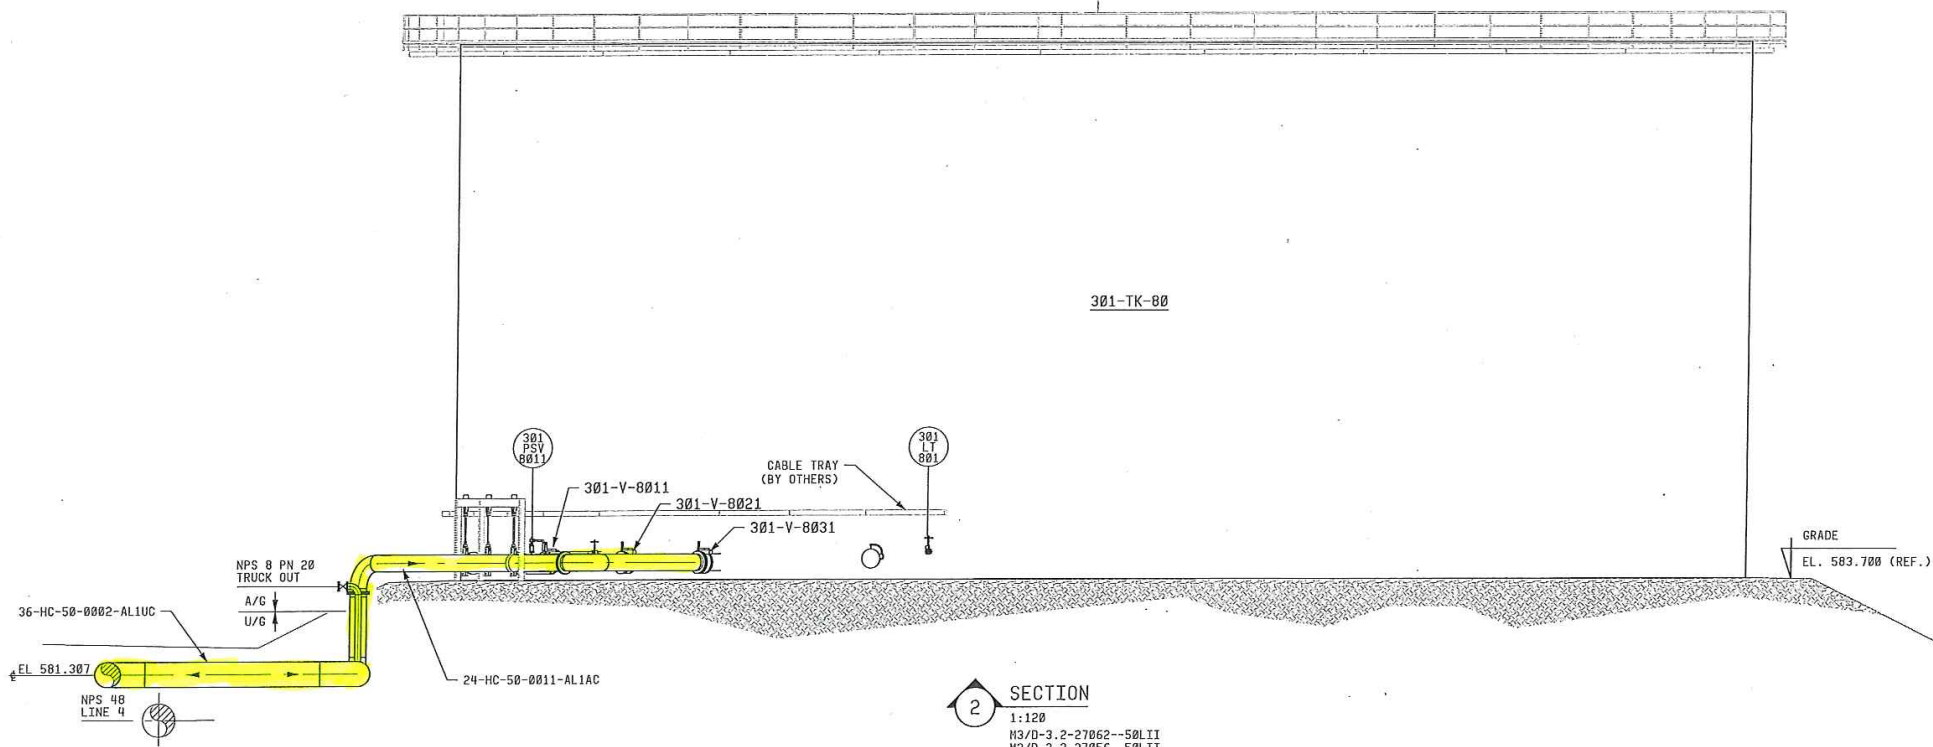 301-TK-80
301
PSV
8011
301
LT
801
CABLE TRAY
(BY OTHERS)
301-V-8011
301-V-8021
301-V-8031
GRADE
EL. 583.700 (REF.)
NPS 8 PN 20
TRUCK OUT
A/G
U/G
36-HC-50-0002-AL1UC
EL 581.307
24-HC-50-0011-AL1AC
NPS 48
LINE 4
2
SECTION
1:120
M3/D-3.2-27062--50LII